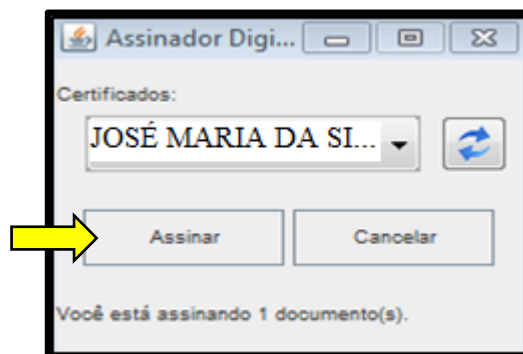 Assinador Digi...
Certificados:
JOSÉ MARIA DA SI...
Assinar Cancelar
Você está assinando 1 documento(s).